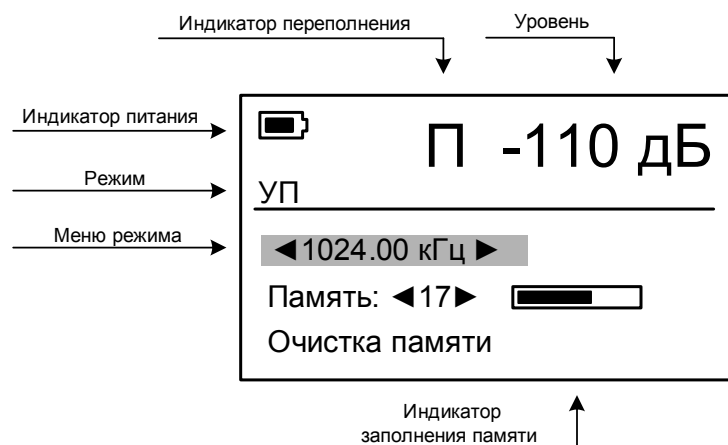 Индикатор переполнения
Уровень
Индикатор питания
П -110 дБ
Режим
УП
Меню режима
◄1024.00 кГц ►
Память: ◄17►
Очистка памяти
Индикатор
заполнения памяти